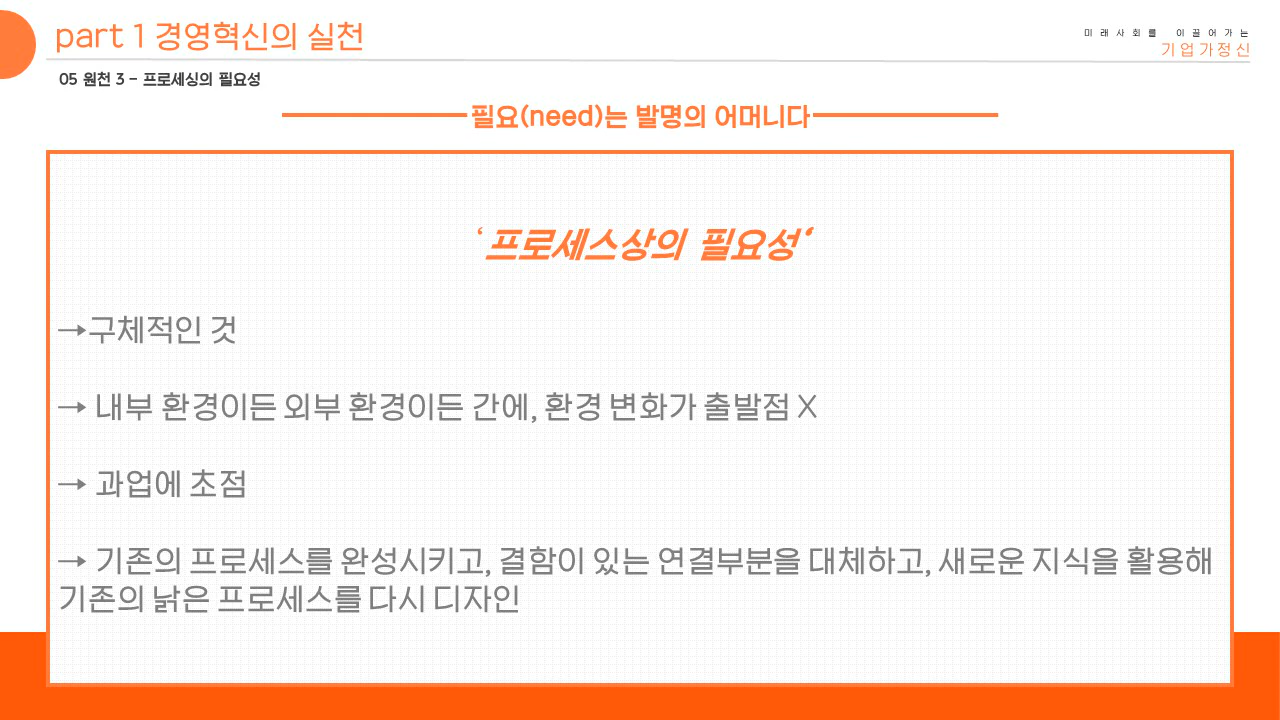 part 1 경영혁신의 실천
미래사회를 이끌어가는
기업가정신
05 원천 3 – 프로세싱의 필요성
필요(need)는 발명의 어머니다
‘프로세스상의 필요성‘
→구체적인 것
→ 내부 환경이든 외부 환경이든 간에, 환경 변화가 출발점 X
→ 과업에 초점
→ 기존의 프로세스를 완성시키고, 결함이 있는 연결부분을 대체하고, 새로운 지식을 활용해
기존의 낡은 프로세스를 다시 디자인